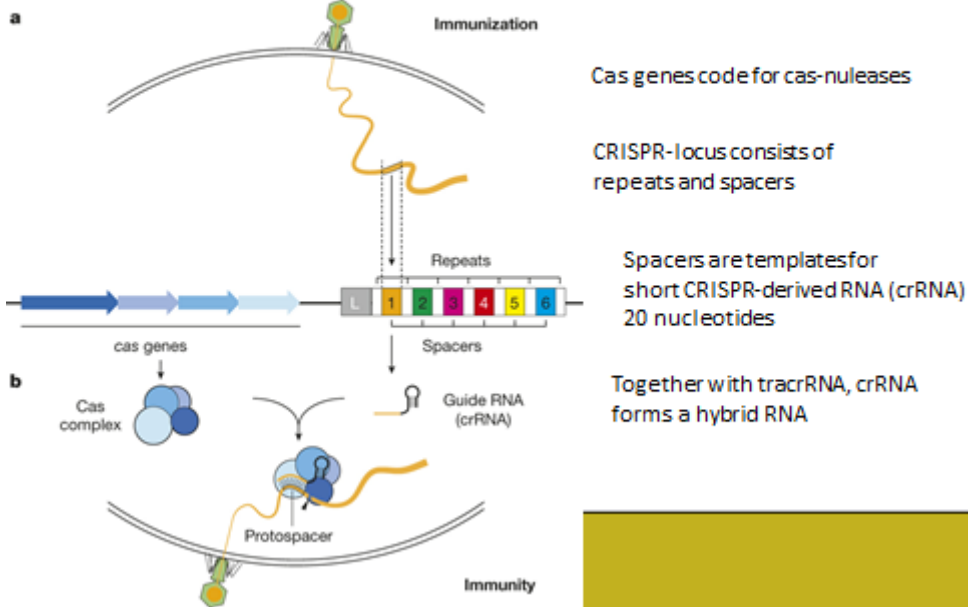 a
Immunization
Cas genes code for cas-nuleases
CRISPR-locus consists of
repeats and spacers
Repeats
L 1 2 3 4 5 6
Spacers
cas genes
Spacers are templates for
short CRISPR-derived RNA (crRNA)
20 nucleotides
b
Cas
complex
Guide RNA
(crRNA)
Together with tracrRNA, crRNA
forms a hybrid RNA
Protospacer
Immunity